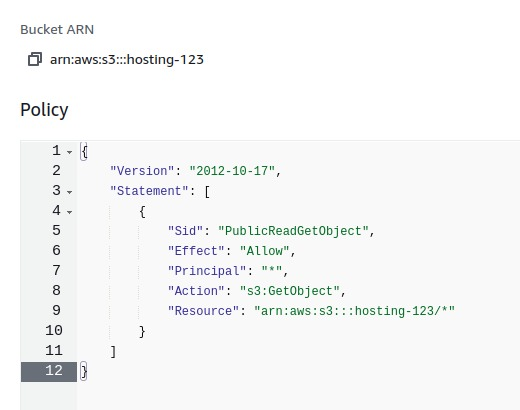 Bucket ARN
arn:aws:s3:::hosting-123
Policy
1 {
2     "Version": "2012-10-17",
3     "Statement": [
4         {
5             "Sid": "PublicReadGetObject",
6             "Effect": "Allow",
7             "Principal": "*",
8             "Action": "s3:GetObject",
9             "Resource": "arn:aws:s3:::hosting-123/*"
10         }
11     ]
12 }